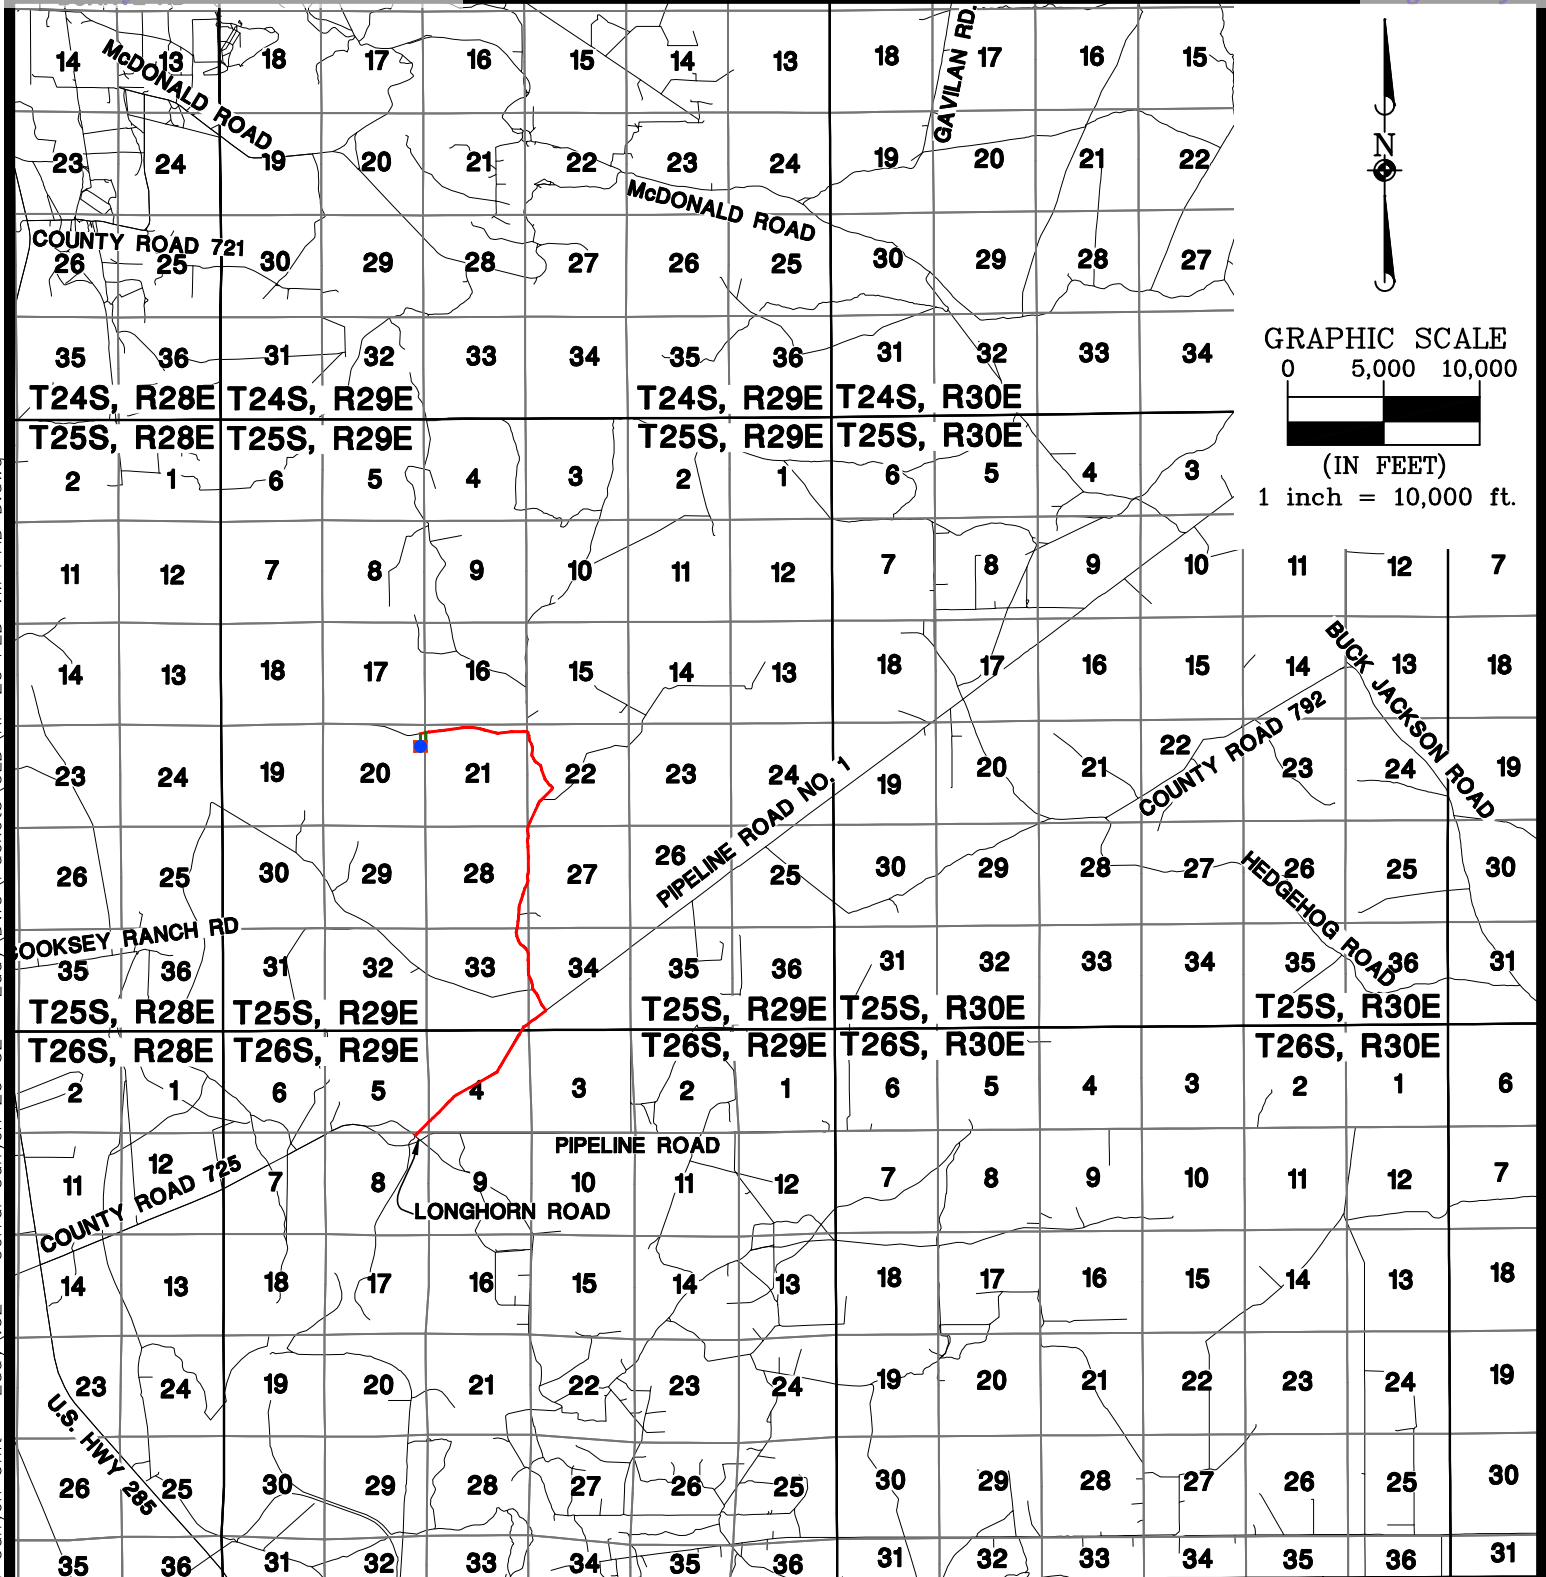 14 13 18 17 16 15 14 13 18 17 16 15
McDONALD ROAD
GAVILAN RD.
N
23 24 19 20 21 22 23 24 19 20 21 22
McDONALD ROAD
COUNTY ROAD 721
26 25 30 29 28 27 26 25 30 29 28 27
GRAPHIC SCALE
0 5,000 10,000
(IN FEET)
1 inch = 10,000 ft.
35 36 31 32 33 34 35 36 31 32 33 34
T24S, R28E T24S, R29E T24S, R29E T24S, R30E
T25S, R28E T25S, R29E T25S, R29E T25S, R30E
2 1 6 5 4 3 2 1 6 5 4 3
11 12 7 8 9 10 11 12 7 8 9 10 11 12 7
14 13 18 17 16 15 14 13 18 17 16 15 14 13 18
BUCK JACKSON ROAD
COUNTY ROAD 792
23 24 19 20 21 22 23 24 19 20 21 22 23 24 19
PIPELINE ROAD NO. 1
26 25 30 29 28 27 26 25 30 29 28 27 26 25 30
HEDGEHOG ROAD
COOKSEY RANCH RD
35 36 31 32 33 34 35 36 31 32 33 34 35 36 31
T25S, R28E T25S, R29E T25S, R29E T25S, R30E T25S, R30E
T26S, R28E T26S, R29E T26S, R29E T26S, R30E T26S, R30E
2 1 6 5 4 3 2 1 6 5 4 3 2 1 6
PIPELINE ROAD
11 12 7 8 9 10 11 12 7 8 9 10 11 12 7
COUNTY ROAD 725
LONGHORN ROAD
14 13 18 17 16 15 14 13 18 17 16 15 14 13 18
23 24 19 20 21 22 23 24 19 20 21 22 23 24 19
U.S. HWY 285
26 25 30 29 28 27 26 25 30 29 28 27 26 25 30
35 36 31 32 33 34 35 36 31 32 33 34 35 36 31